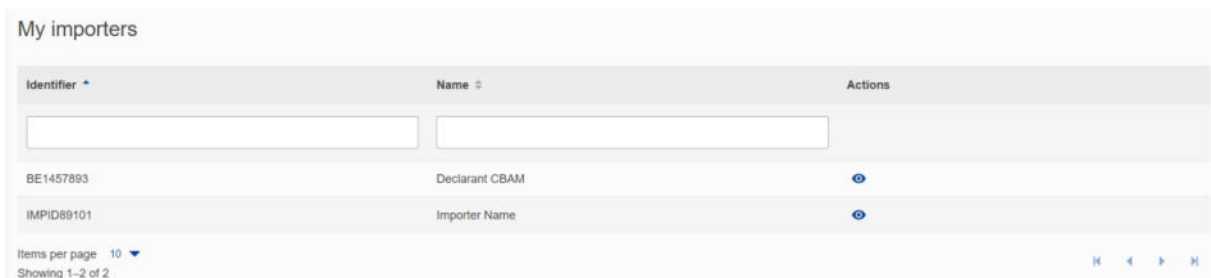 My importers
Identifier Name Actions
BE1457893 Declarant CBAM
IMPID89101 Importer Name
Items per page 10
Showing 1–2 of 2